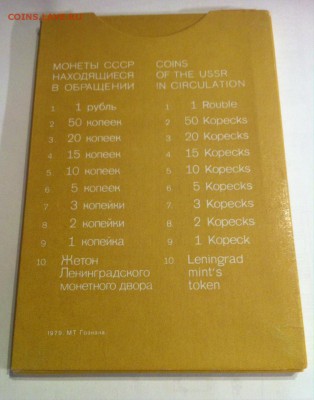 COINS.
МОНЕТЫ СССР
НАХОДЯЩИЕСЯ
В ОБРАЩЕНИИ
1 1 рубль
2 50 копеек
3 20 копеек
4 15 копеек
5 10 копеек
6 5 копеек
7 3 копейки
8 2 копейки
9 1 копейка
10 Жетон
Ленинградского
монетного двора
COINS
OF THE USSR
IN CIRCULATION
1 1 Rouble
2 50 Kopecks
3 20 Kopecks
4 15 Kopecks
5 10 Kopecks
6 5 Kopecks
7 3 Kopecks
8 2 Kopecks
9 1 Kopeck
10 Leningrad
mint's
token
МТ Гознака